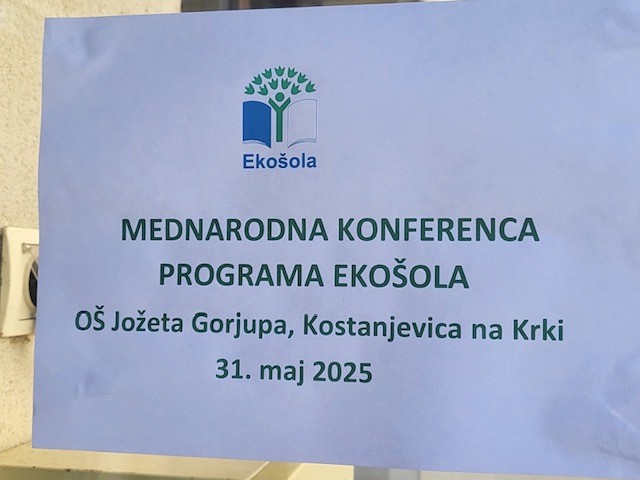 Ekošola
MEDNARODNA KONFERENCA
PROGRAMA EKOŠOLA
OŠ Jožeta Gorjupa, Kostanjevica na Krki
31. maj 2025